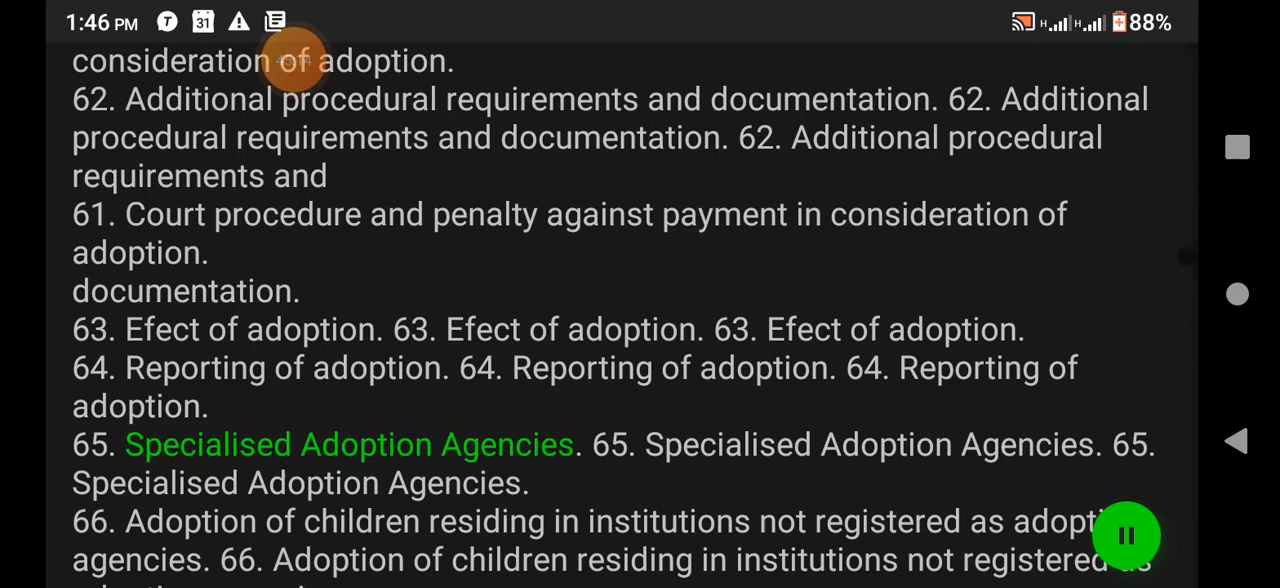 1:46 PM 31 H H 88%
consideration of adoption.
62. Additional procedural requirements and documentation. 62. Additional
procedural requirements and documentation. 62. Additional procedural
requirements and
61. Court procedure and penalty against payment in consideration of
adoption.
documentation.
63. Efect of adoption. 63. Efect of adoption. 63. Efect of adoption.
64. Reporting of adoption. 64. Reporting of adoption. 64. Reporting of
adoption.
65. Specialised Adoption Agencies. 65. Specialised Adoption Agencies. 65.
Specialised Adoption Agencies.
66. Adoption of children residing in institutions not registered as
agencies. 66. Adoption of children residing in institutions not registered